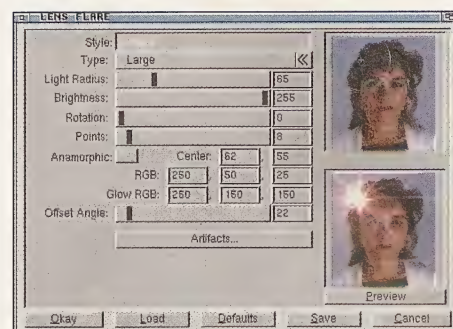 LENS FLARE
Style:
Type: Large
Light Radius: 65
Brightness: 255
Rotation: 0
Points: 8
Anamorphic: Center: 62 , 55
RGB: 250 , 50 , 25
Glow RGB: 250 , 150 , 150
Offset Angle: 22
Artifacts...
Preview
Okay Load Defaults Save Cancel